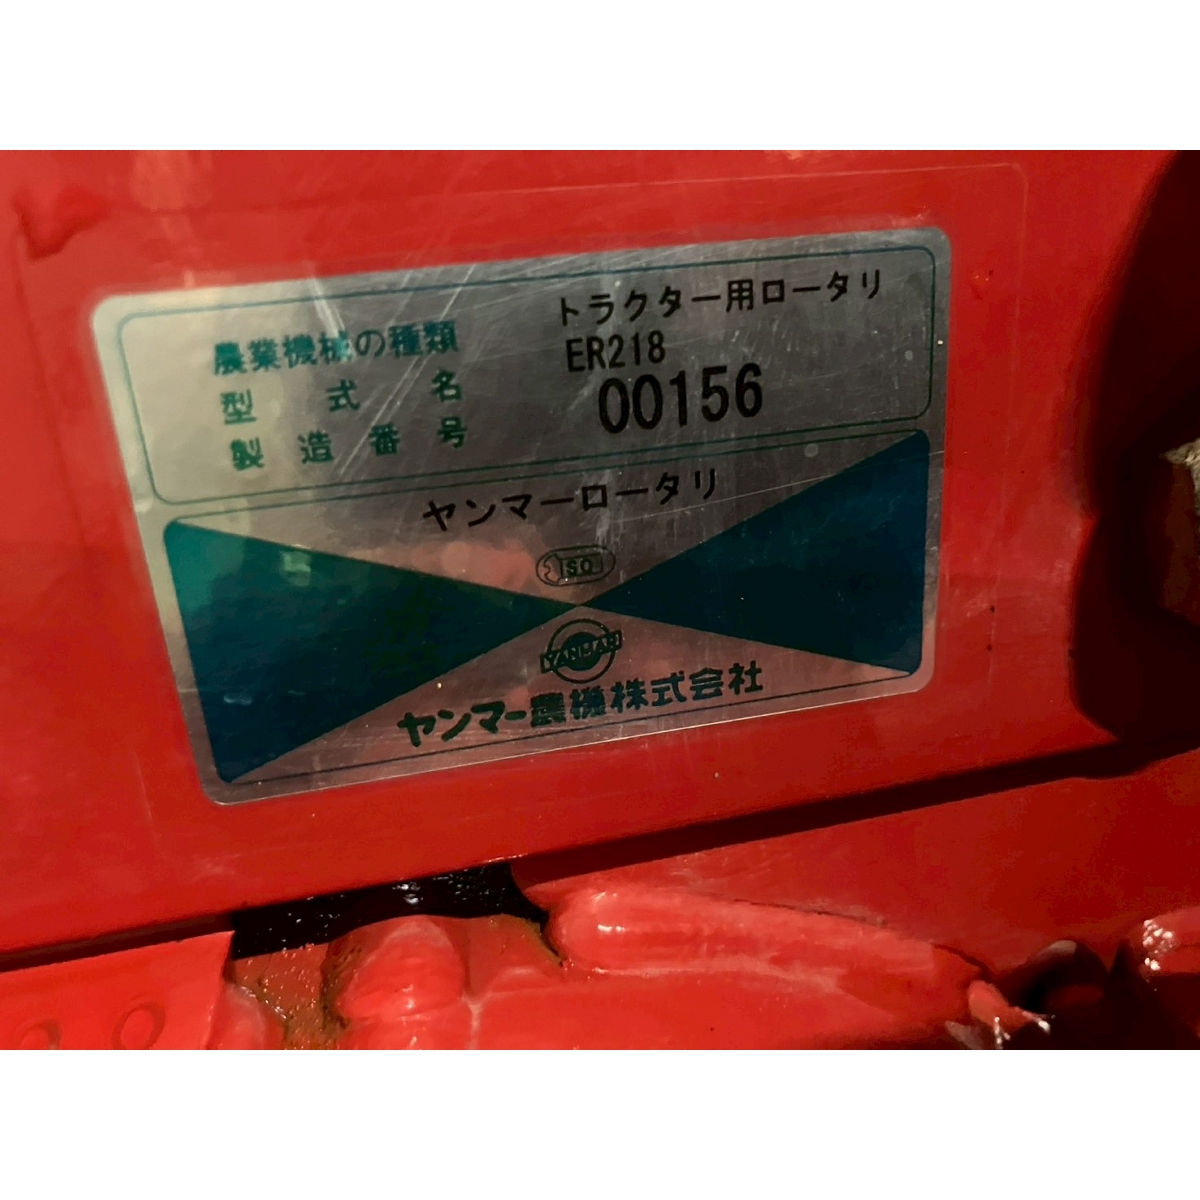 農業機械の種類 トラクター用ロータリ
型式名 ER218
製造番号 00156
ヤンマーロータリ
SQ
YANMAR
ヤンマー農機株式会社